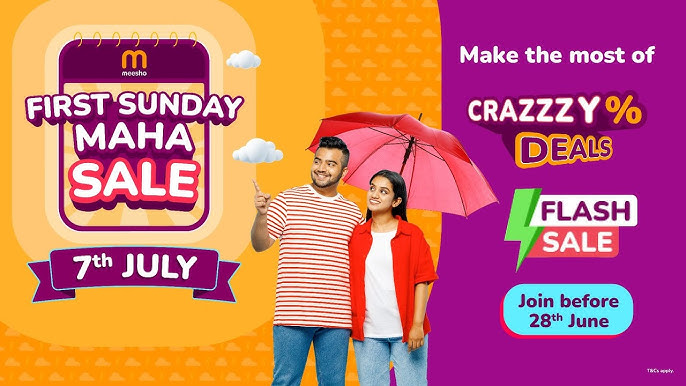 meesho
FIRST SUNDAY
MAHA
SALE
7th JULY
Make the most of
CRAZZZY%
DEALS
FLASH
SALE
Join before
28th June
T&Cs apply.